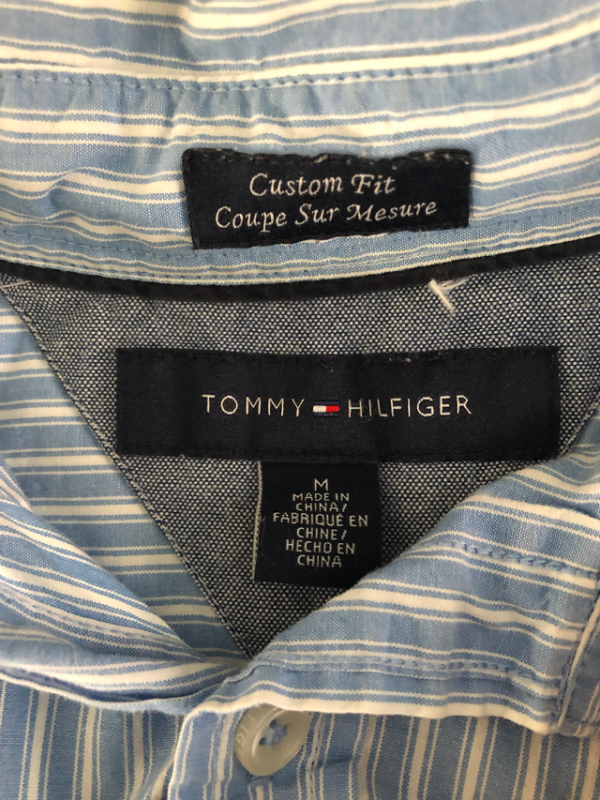 Custom Fit
Coupe Sur Mesure
TOMMY HILFIGER
M
MADE IN
CHINA/
FABRIQUÉ EN
CHINE/
HECHO EN
CHINA